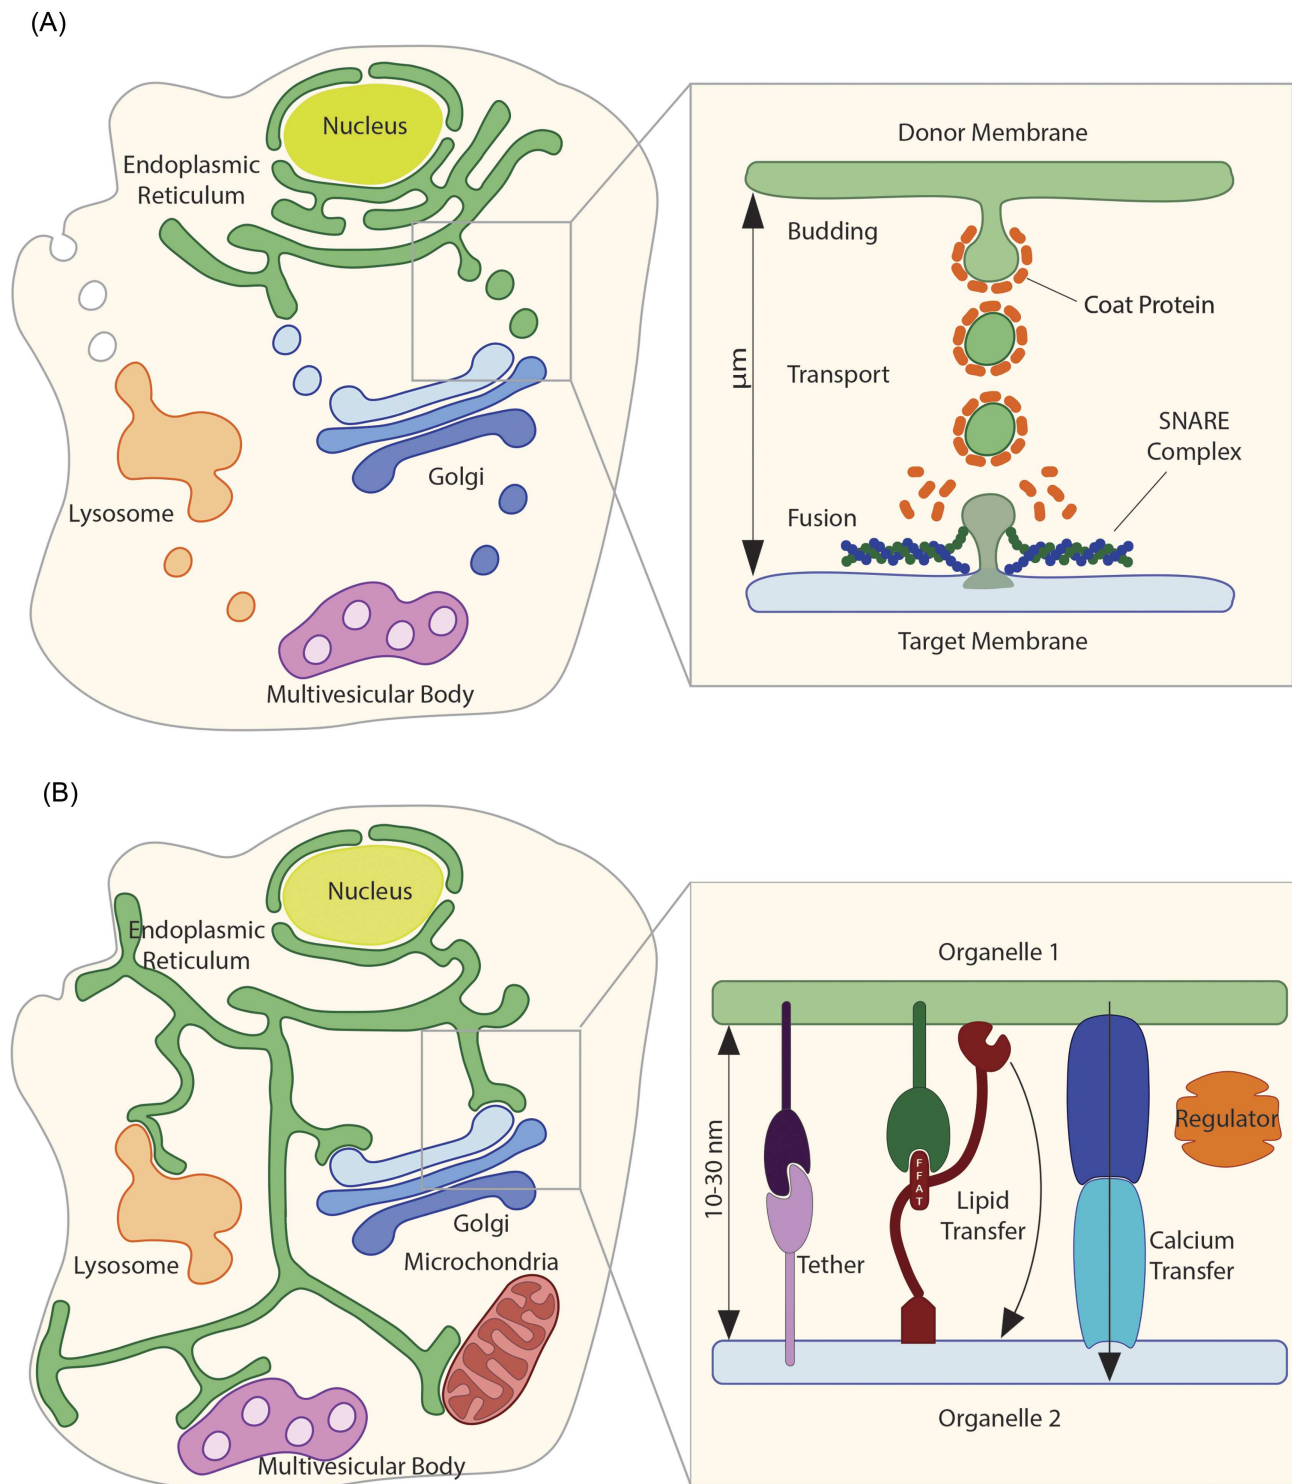 (A)
Nucleus
Endoplasmic
Reticulum
Golgi
Lysosome
Multivesicular Body
Donor Membrane
Budding
Coat Protein
μm
Transport
SNARE
Complex
Fusion
Target Membrane
(B)
Nucleus
Endoplasmic
Reticulum
Golgi
Microchondria
Lysosome
Multivesicular Body
Organelle 1
10-30 nm
Tether
FFAT
Lipid
Transfer
Calcium
Transfer
Regulator
Organelle 2